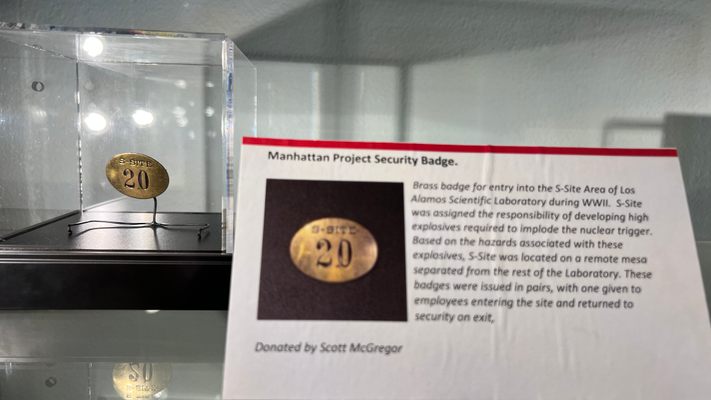 S-SITE
20
Manhattan Project Security Badge.
S-SITE
20
Brass badge for entry into the S-Site Area of Los
Alamos Scientific Laboratory during WWII. S-Site
was assigned the responsibility of developing high
explosives required to implode the nuclear trigger.
Based on the hazards associated with these
explosives, S-Site was located on a remote mesa
separated from the rest of the Laboratory. These
badges were issued in pairs, with one given to
employees entering the site and returned to
security on exit,
Donated by Scott McGregor